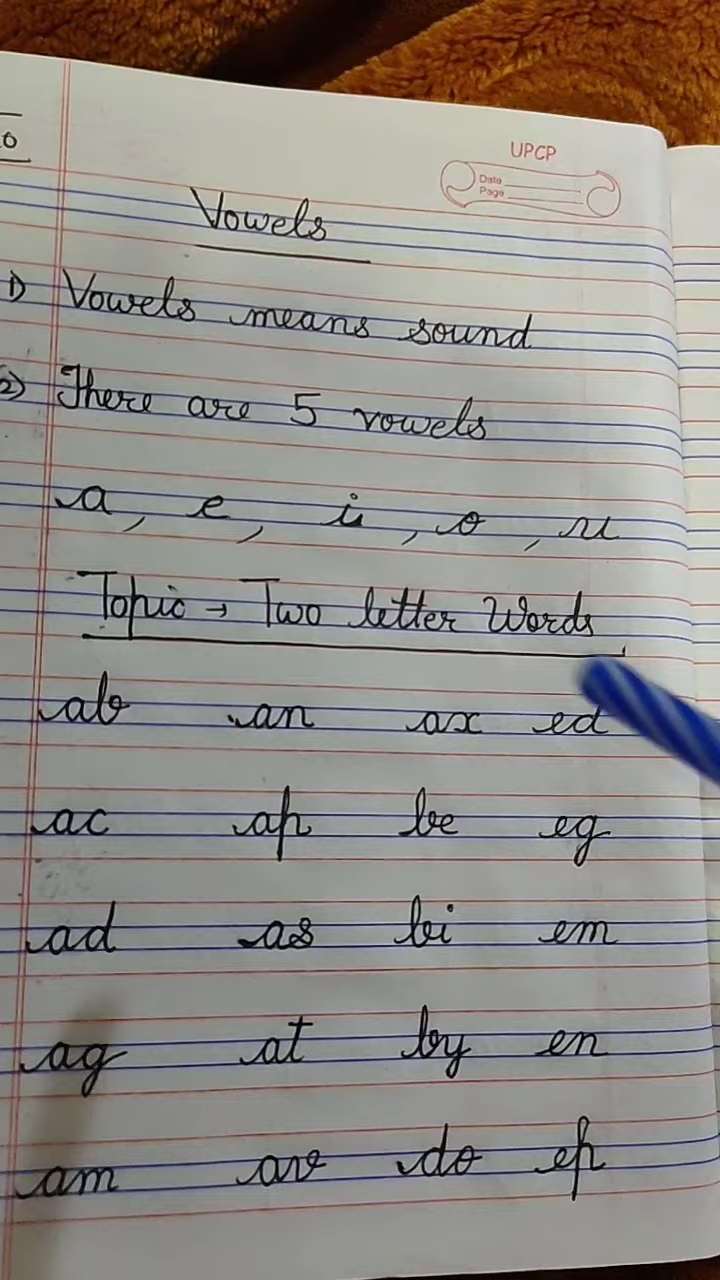 UPCP
Date
Page
Vowels
1) Vowels means sound
2) There are 5 vowels
a, e, i, o, u
Topic → Two letter Words
ab an ax ed
ac ap be eg
ad as bi em
ag at by en
am av do ep